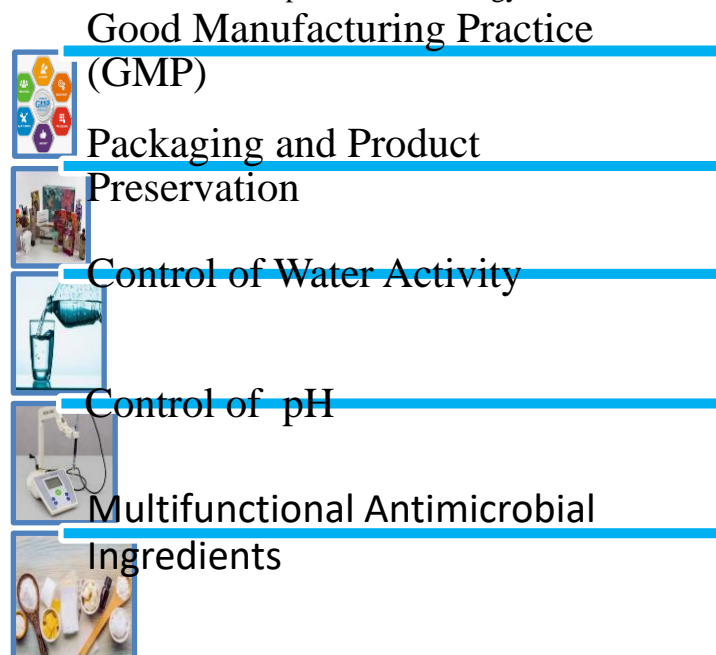 Good Manufacturing Practice
(GMP)
Packaging and Product
Preservation
Control of Water Activity
Control of pH
Multifunctional Antimicrobial
Ingredients